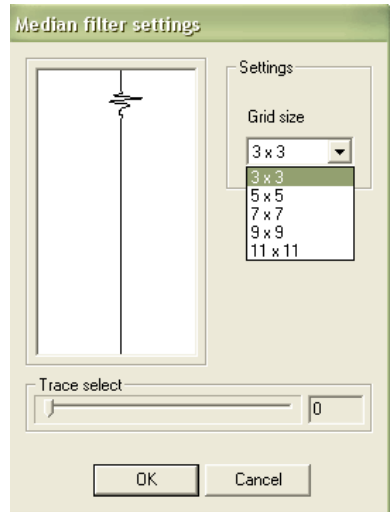 Median filter settings
Settings
Grid size
3 x 3
3 x 3
5 x 5
7 x 7
9 x 9
11 x 11
Trace select
0
OK
Cancel